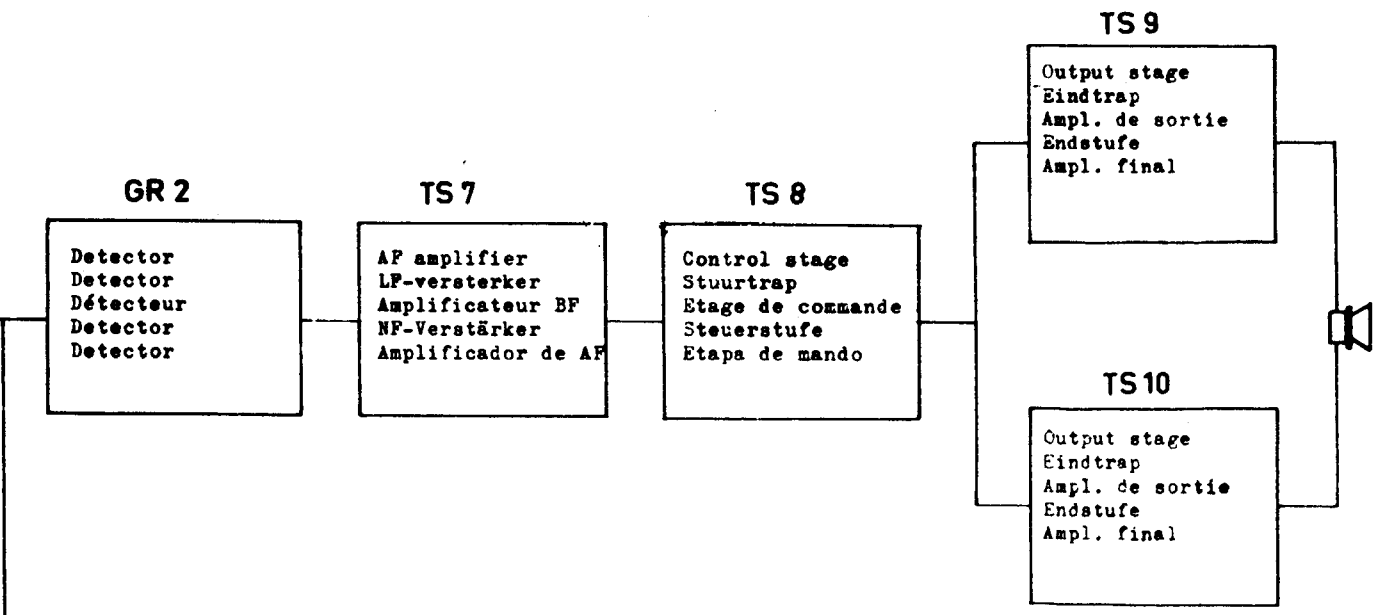 GR 2
Detector
Detector
Détecteur
Detector
Detector
TS 7
AF amplifier
LF-versterker
Amplificateur BF
NF-Verstärker
Amplificador de AF
TS 8
Control stage
Stuurtrap
Etage de commande
Steuerstufe
Etapa de mando
TS 9
Output stage
Eindtrap
Ampl. de sortie
Endstufe
Ampl. final
TS 10
Output stage
Eindtrap
Ampl. de sortie
Endstufe
Ampl. final